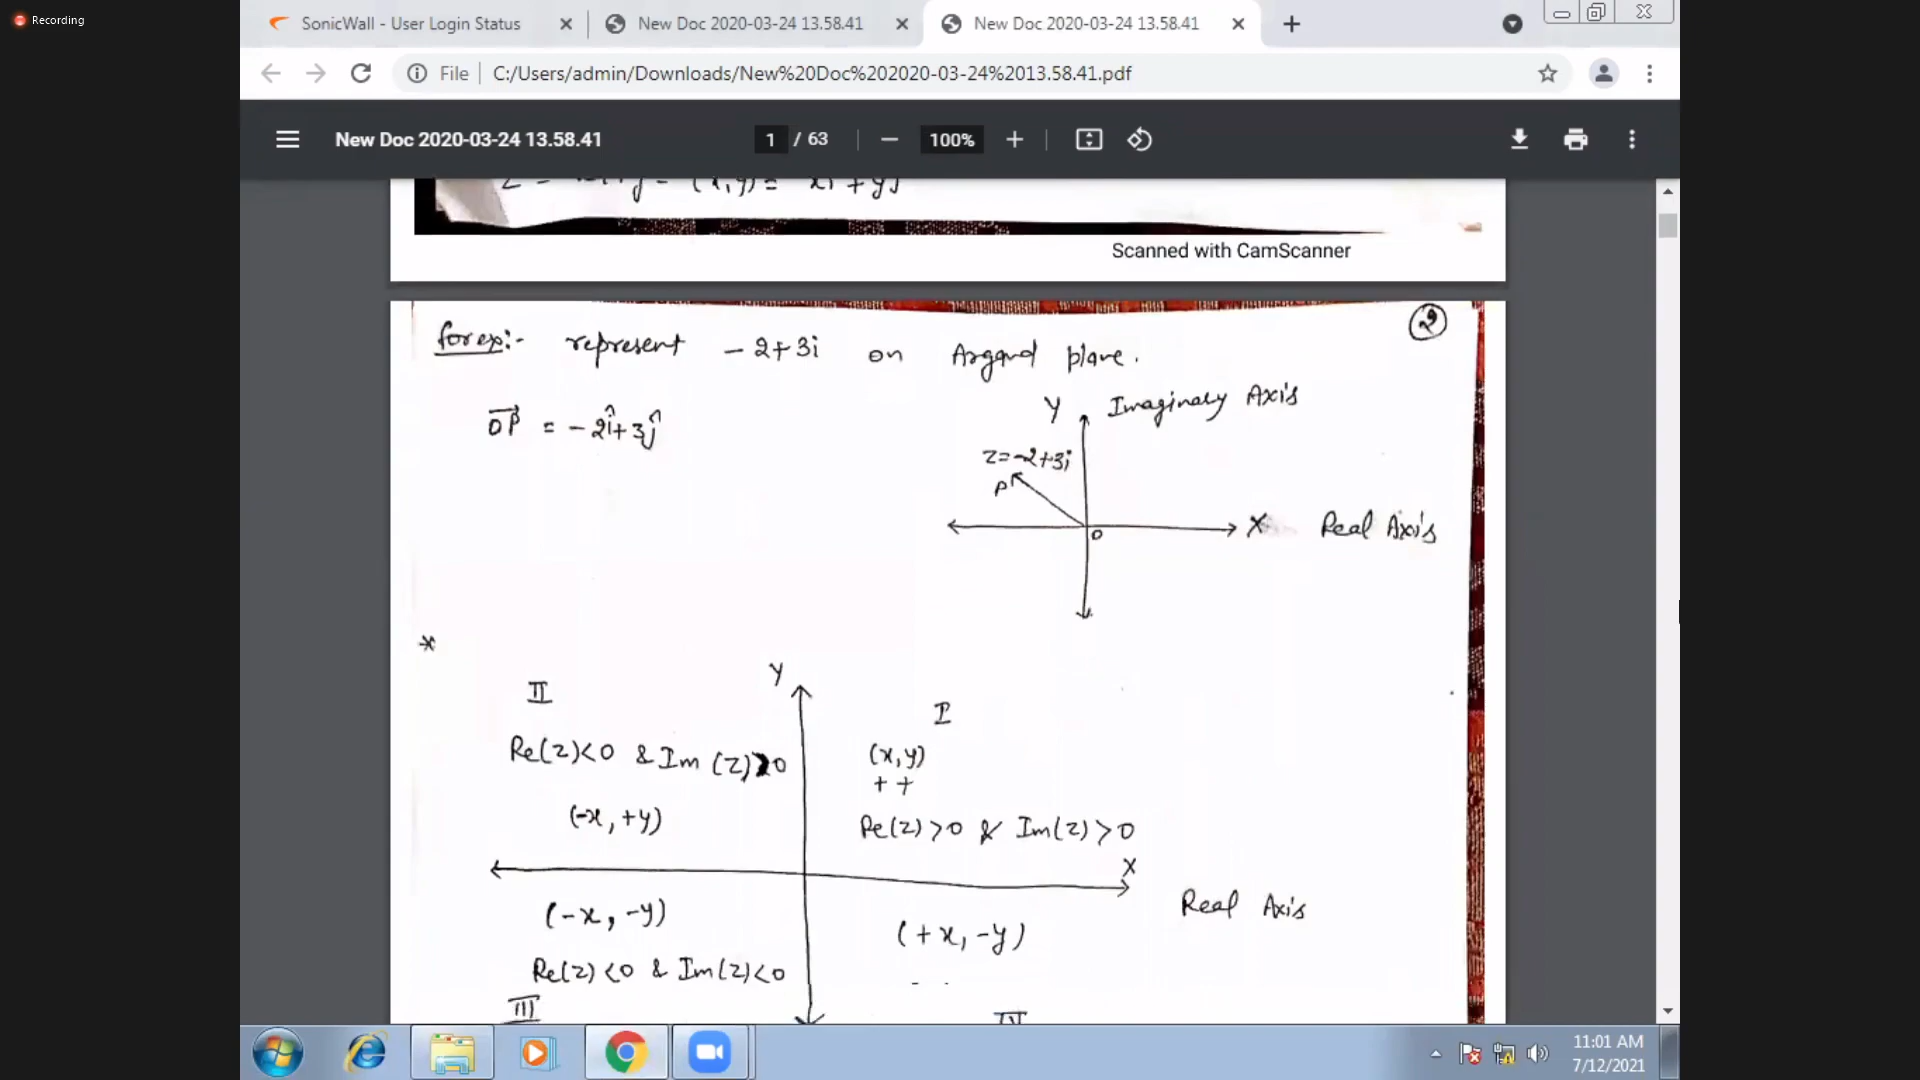 Recording
SonicWall - User Login Status
New Doc 2020-03-24 13.58.41
New Doc 2020-03-24 13.58.41
File
C:/Users/admin/Downloads/New%20Doc%202020-03-24%2013.58.41.pdf
New Doc 2020-03-24 13.58.41
1 / 63
100%
Scanned with CamScanner
2
for ex:- represent -2+3i on Argand plane.
Y Imaginary Axis
OP = -2î+3ĵ
Z=-2+3i
P
X Real Axis
O
*
Y
II
I
Re(z)<0 & Im(z)>0
(x,y)
+ +
(-x,+y)
Re(z)>0 & Im(z)>0
X
Real Axis
(-x,-y)
(+x,-y)
Re(z)<0 & Im(z)<0
III
IV
11:01 AM
7/12/2021